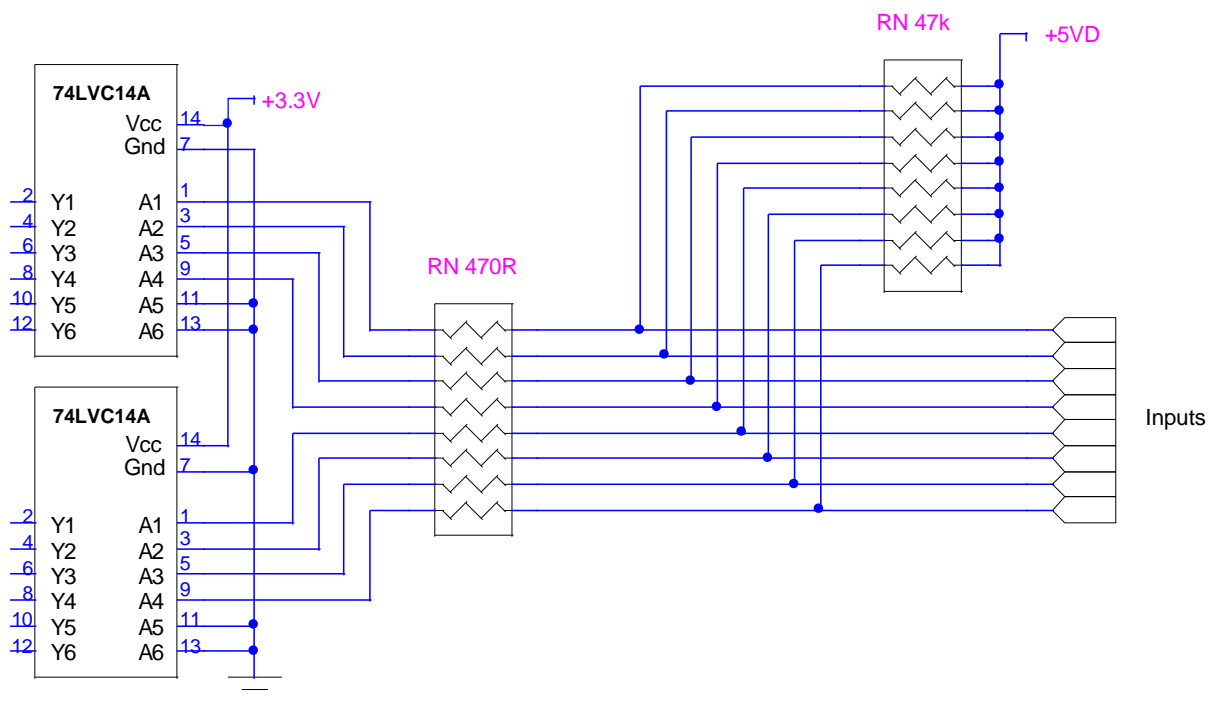 RN 47k
+5VD
74LVC14A
+3.3V
Vcc 14
Gnd 7
2 Y1 A1 1
4 Y2 A2 3
6 Y3 A3 5
8 Y4 A4 9
10 Y5 A5 11
12 Y6 A6 13
RN 470R
74LVC14A
Vcc 14
Gnd 7
Inputs
2 Y1 A1 1
4 Y2 A2 3
6 Y3 A3 5
8 Y4 A4 9
10 Y5 A5 11
12 Y6 A6 13